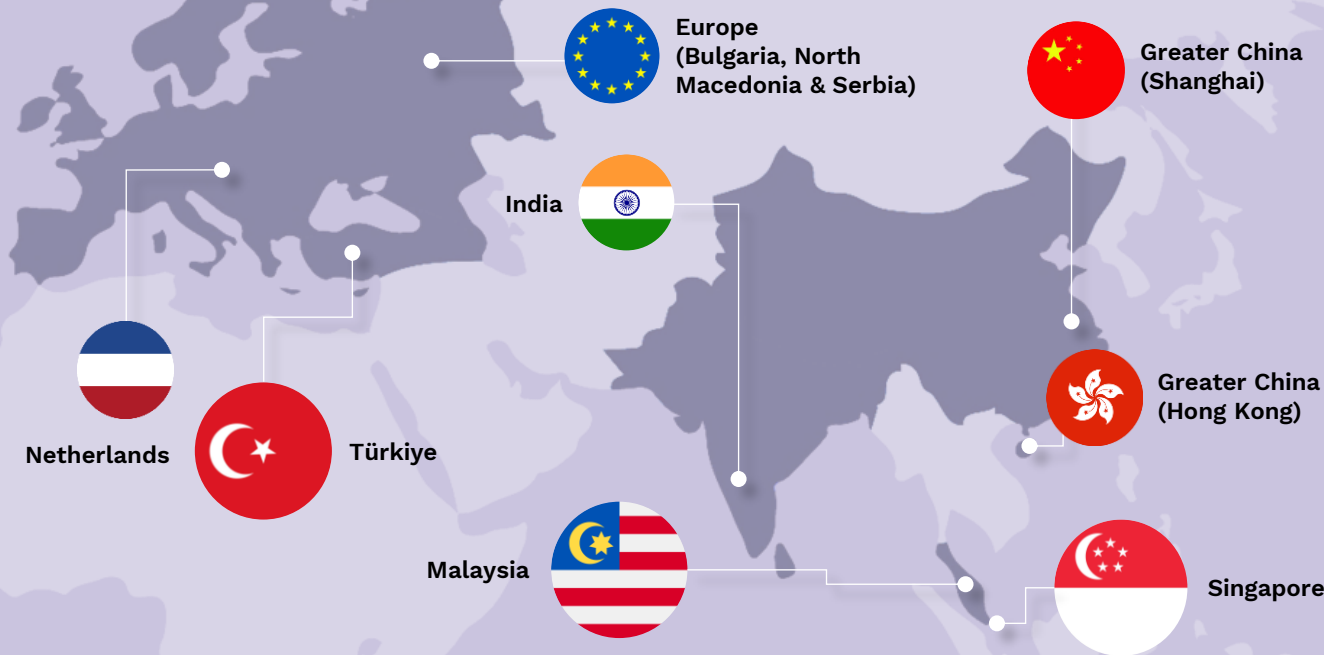 Europe
(Bulgaria, North
Macedonia & Serbia)
Greater China
(Shanghai)
India
Greater China
(Hong Kong)
Netherlands
Türkiye
Malaysia
Singapore